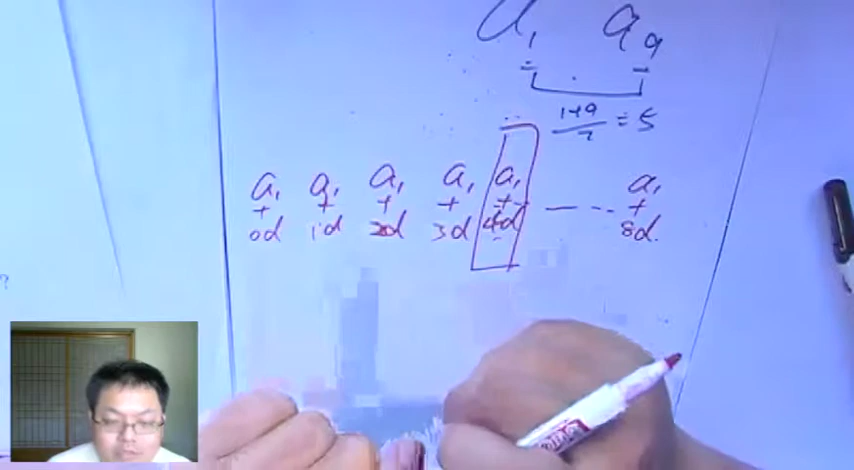 a₁ a₉
1+9/2 = 5
a₁ a₁ a₁ a₁ a₁ a₁
+ + + + + — - - +
0d 1d 2d 3d 4d 8d